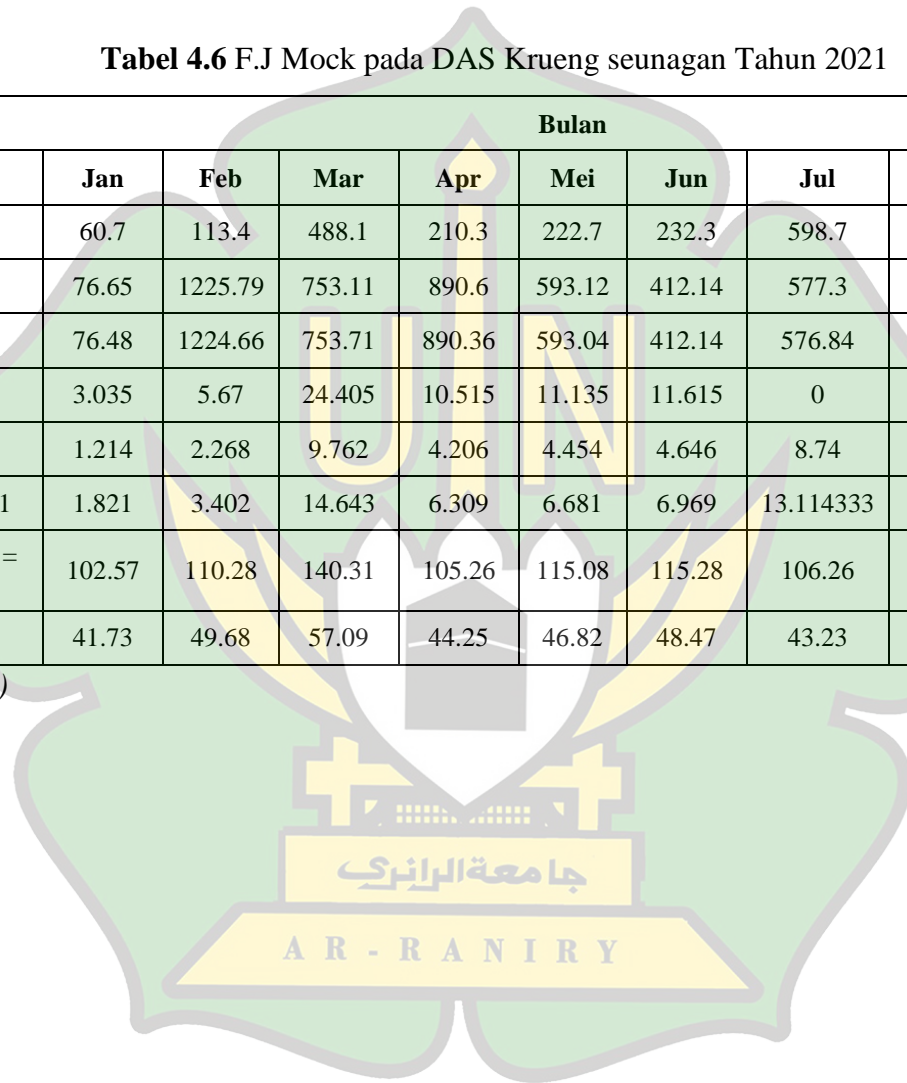 Tabel 4.6 F.J Mock pada DAS Krueng seunagan Tahun 2021
Bulan
Jan Feb Mar Apr Mei Jun Jul
60.7 113.4 488.1 210.3 222.7 232.3 598.7
76.65 1225.79 753.11 890.6 593.12 412.14 577.3
76.48 1224.66 753.71 890.36 593.04 412.14 576.84
3.035 5.67 24.405 10.515 11.135 11.615 0
1.214 2.268 9.762 4.206 4.454 4.646 8.74
1 1.821 3.402 14.643 6.309 6.681 6.969 13.114333
= 102.57 110.28 140.31 105.26 115.08 115.28 106.26
41.73 49.68 57.09 44.25 46.82 48.47 43.23
)
UIN
جامعةالرانري
AR-RANIRY